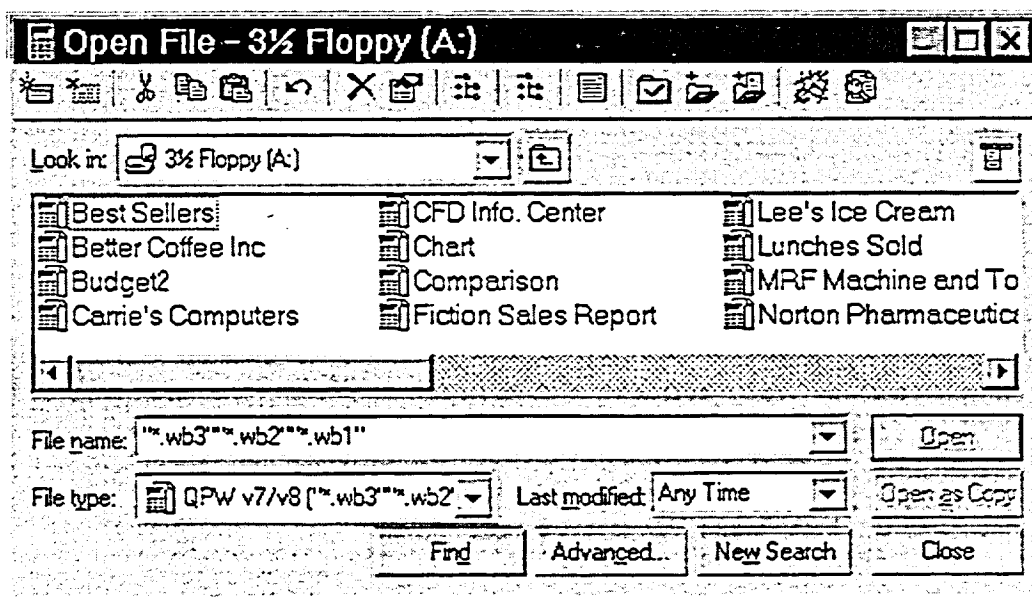 Open File – 3½ Floppy (A:)
Look in: 3½ Floppy (A:)
Best Sellers
Better Coffee Inc
Budget2
Carrie's Computers
CFD Info. Center
Chart
Comparison
Fiction Sales Report
Lee's Ice Cream
Lunches Sold
MRF Machine and To
Norton Pharmaceutica
File name: "*.wb3""*.wb2""*.wb1" Open
File type: QPW v7/v8 ("*.wb3""*.wb2" Last modified: Any Time Open as Copy
Find Advanced... New Search Close